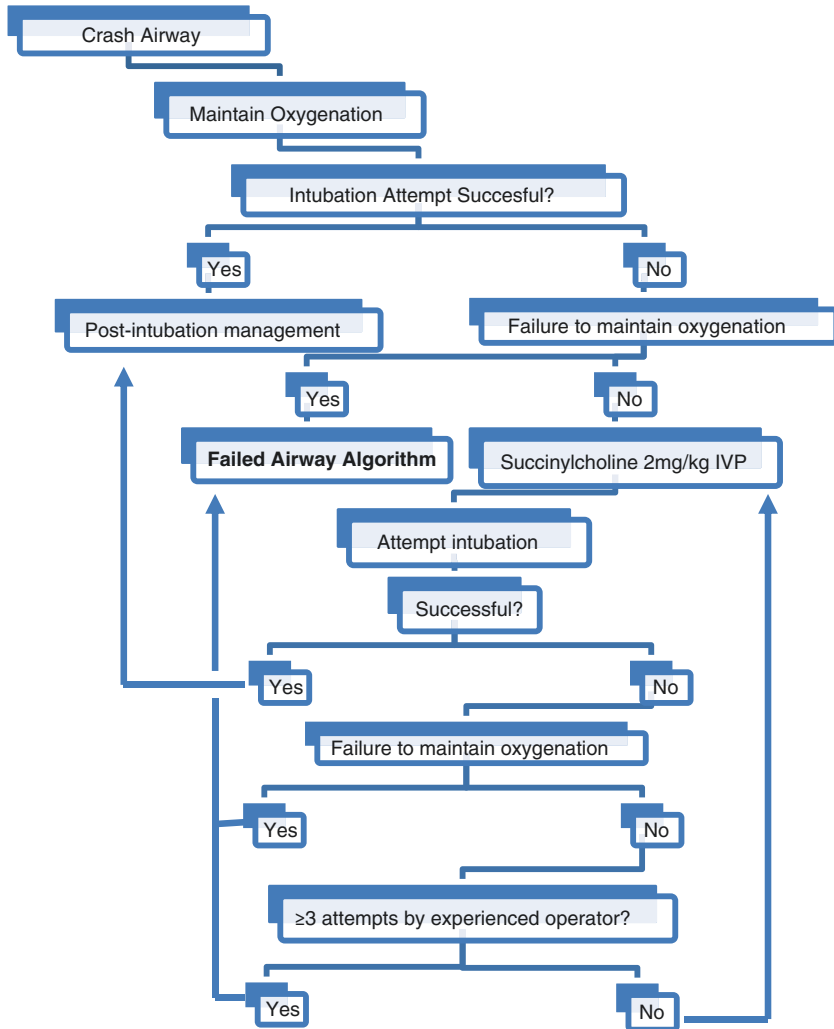 Crash Airway
Maintain Oxygenation
Intubation Attempt Succesful?
Yes
No
Post-intubation management
Failure to maintain oxygenation
Yes
No
Failed Airway Algorithm
Succinylcholine 2mg/kg IVP
Attempt intubation
Successful?
Yes
No
Failure to maintain oxygenation
Yes
No
≥3 attempts by experienced operator?
Yes
No